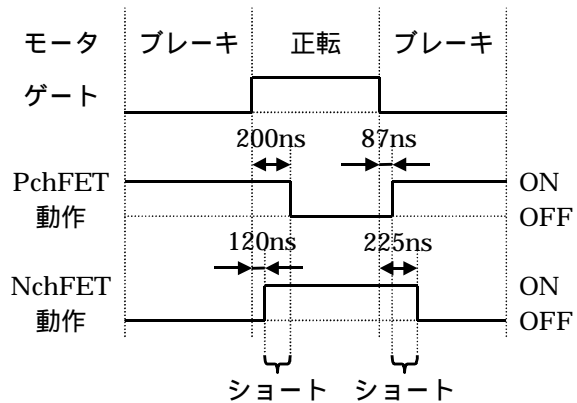 モータ ブレーキ 正転 ブレーキ
ゲート
200ns 87ns
PchFET ON
動作 OFF
120ns 225ns
NchFET ON
動作 OFF
ショート ショート